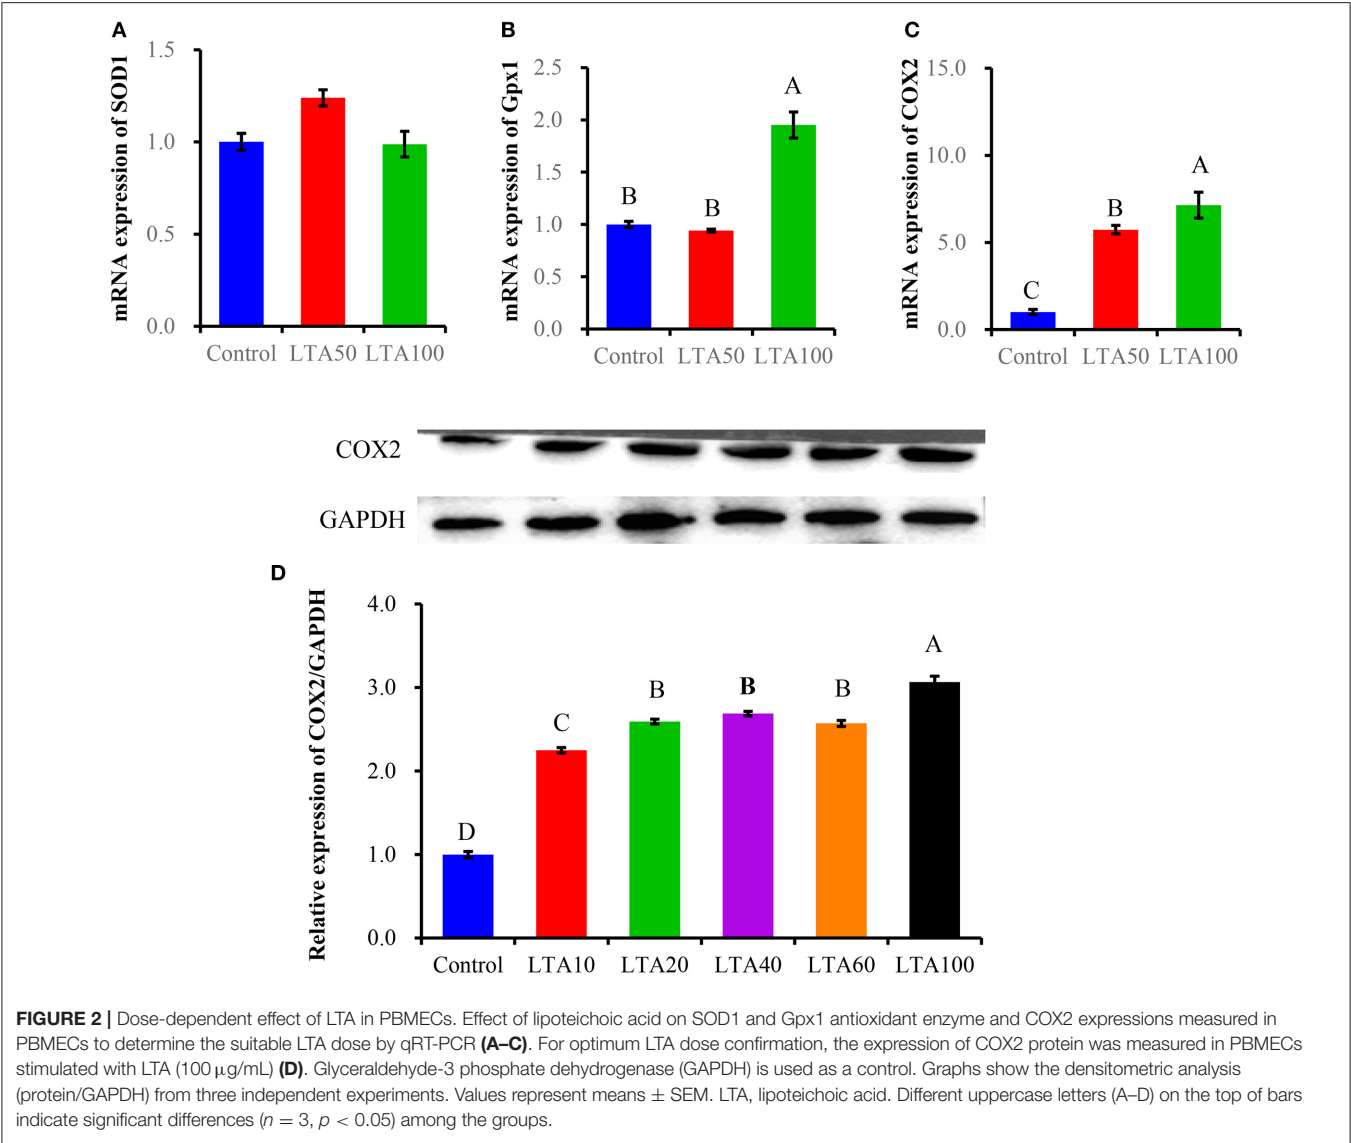 A
mRNA expression of SOD1
1.5
1.0
0.5
0.0
Control LTA50 LTA100
B
mRNA expression of Gpx1
2.5
2.0
1.5
1.0
0.5
0.0
B
B
A
Control LTA50 LTA100
C
mRNA expression of COX2
15.0
10.0
5.0
0.0
C
B
A
Control LTA50 LTA100
COX2
GAPDH
D
Relative expression of COX2/GAPDH
4.0
3.0
2.0
1.0
0.0
D
C
B
B
B
A
Control LTA10 LTA20 LTA40 LTA60 LTA100
FIGURE 2 | Dose-dependent effect of LTA in PBMECs. Effect of lipoteichoic acid on SOD1 and Gpx1 antioxidant enzyme and COX2 expressions measured in
PBMECs to determine the suitable LTA dose by qRT-PCR (A–C). For optimum LTA dose confirmation, the expression of COX2 protein was measured in PBMECs
stimulated with LTA (100 μg/mL) (D). Glyceraldehyde-3 phosphate dehydrogenase (GAPDH) is used as a control. Graphs show the densitometric analysis
(protein/GAPDH) from three independent experiments. Values represent means ± SEM. LTA, lipoteichoic acid. Different uppercase letters (A–D) on the top of bars
indicate significant differences (n = 3, p < 0.05) among the groups.